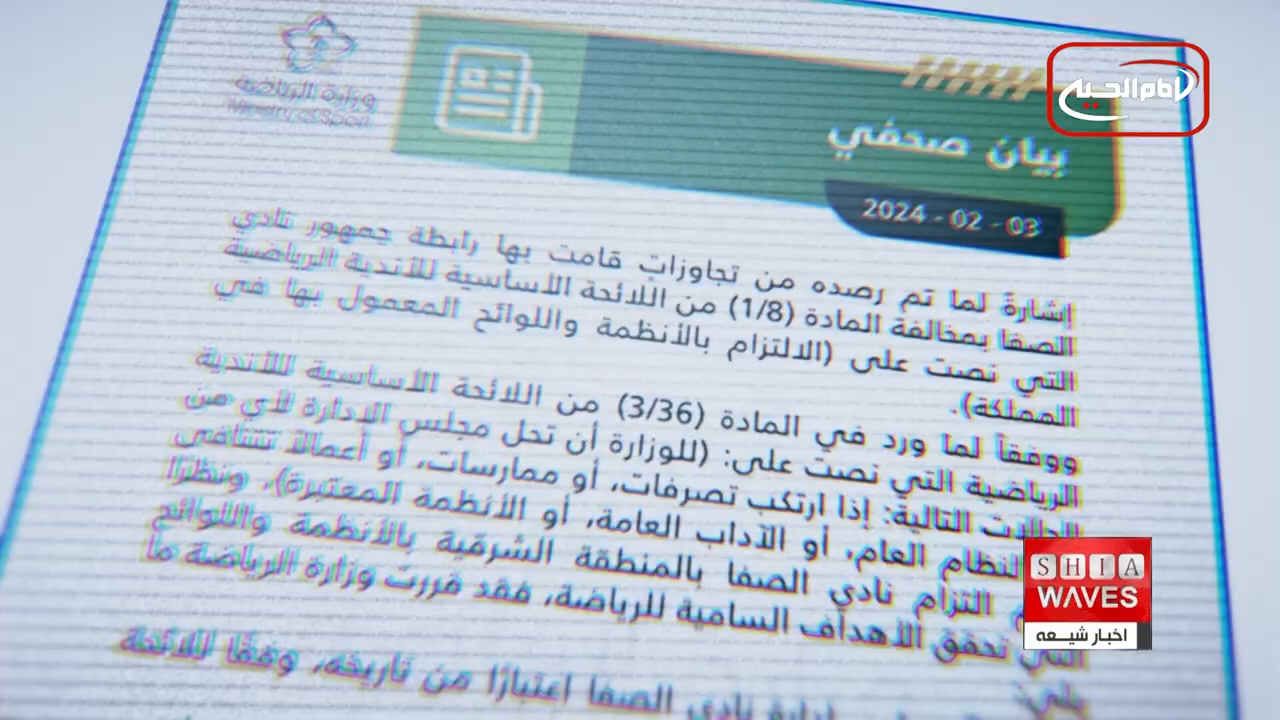 وزارة الرياضة
Ministry of Sport
بيان صحفي
2024 - 02 - 03
إشارةً لما تم رصده من تجاوزات قامت بها رابطة جمهور نادي
الصفا بمخالفة المادة (1/8) من اللائحة الأساسية للأندية الرياضية
التي نصت على (الالتزام بالأنظمة واللوائح المعمول بها في
المملكة).
ووفقاً لما ورد في المادة (3/36) من اللائحة الأساسية للأندية
الرياضية التي نصت على: (للوزارة أن تحل مجلس الإدارة لأي من
الحالات التالية: إذا ارتكب تصرفات، أو ممارسات، أو أعمالاً تتنافى
النظام العام، أو الآداب العامة، أو الأنظمة المعتبرة)، ونظرًا
التزام نادي الصفا بالمنطقة الشرقية بالأنظمة واللوائح
التي تحقق الأهداف السامية للرياضة، فقد قررت وزارة الرياضة ما
يلي:
إدارة نادي الصفا اعتبارًا من تاريخه، وفقًا للائحة
SHIA
WAVES
اخبار شیـعه